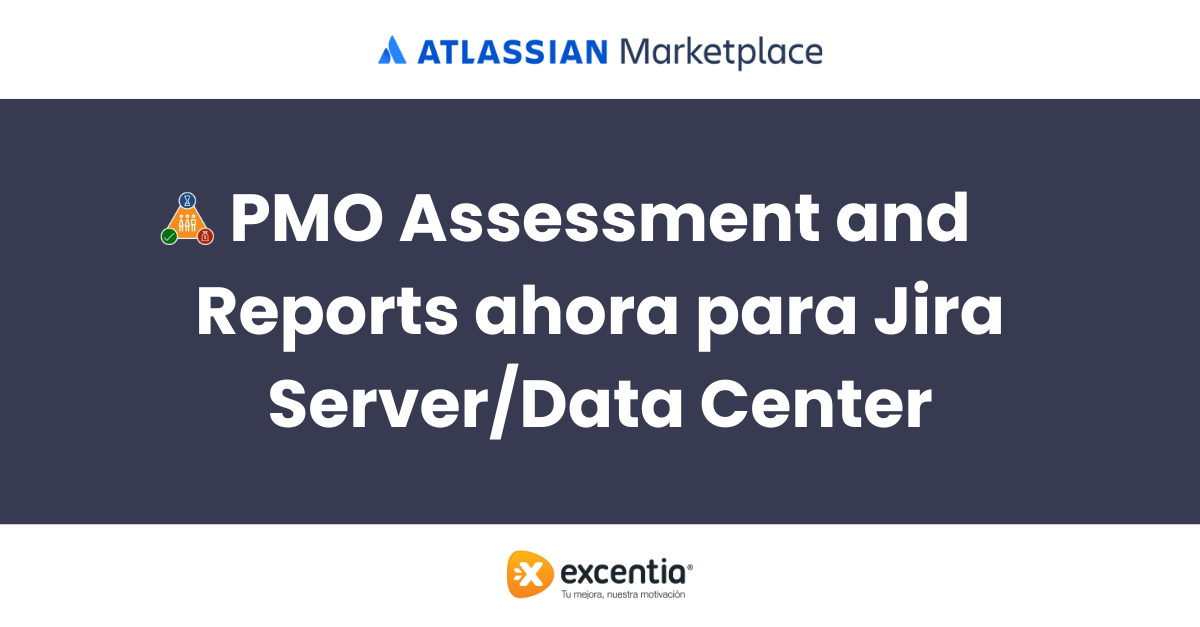 ATLASSIAN Marketplace
PMO Assessment and
Reports ahora para Jira
Server/Data Center
excentia®
Tu mejora, nuestra motivación